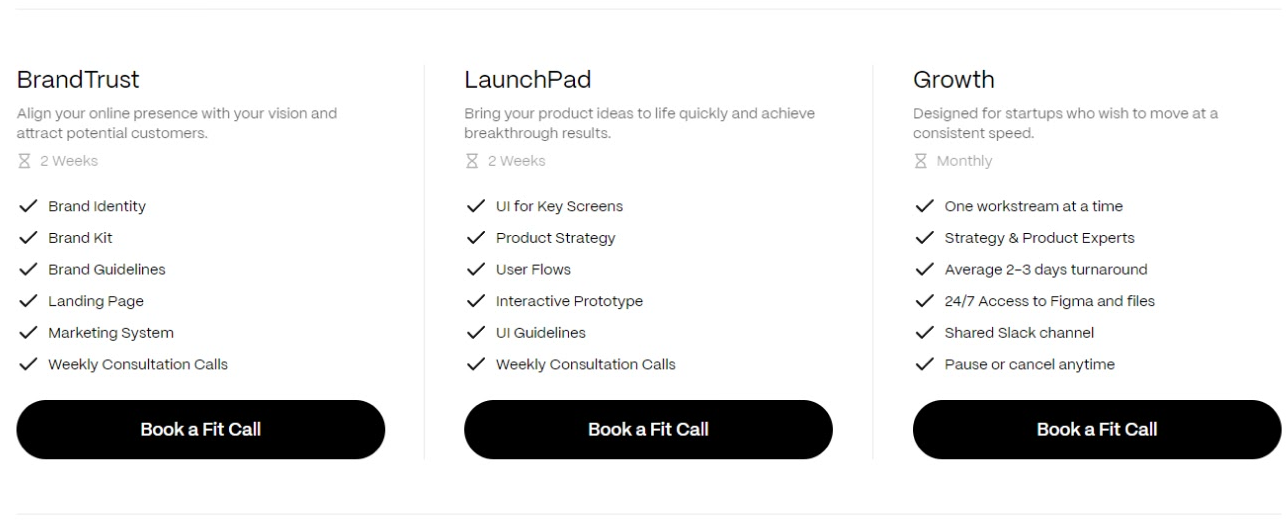 BrandTrust
Align your online presence with your vision and
attract potential customers.
2 Weeks
Brand Identity
Brand Kit
Brand Guidelines
Landing Page
Marketing System
Weekly Consultation Calls
Book a Fit Call
LaunchPad
Bring your product ideas to life quickly and achieve
breakthrough results.
2 Weeks
UI for Key Screens
Product Strategy
User Flows
Interactive Prototype
UI Guidelines
Weekly Consultation Calls
Book a Fit Call
Growth
Designed for startups who wish to move at a
consistent speed.
Monthly
One workstream at a time
Strategy & Product Experts
Average 2–3 days turnaround
24/7 Access to Figma and files
Shared Slack channel
Pause or cancel anytime
Book a Fit Call